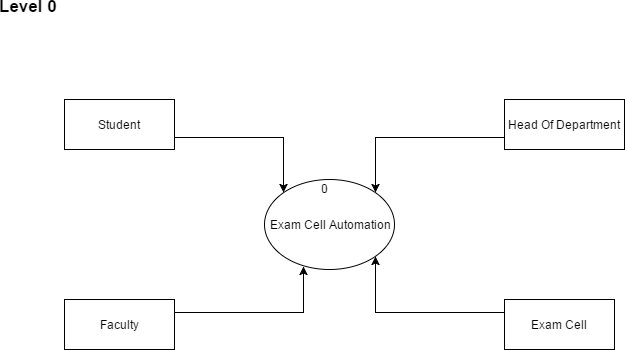 Level 0
Student
Head Of Department
0
Exam Cell Automation
Faculty
Exam Cell